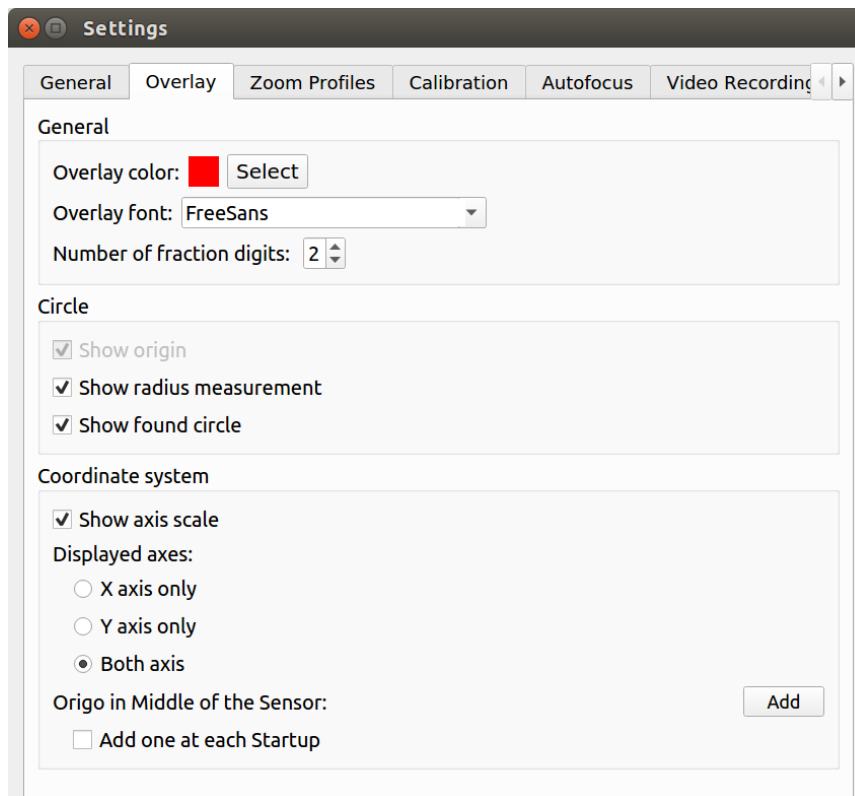 Settings
General Overlay Zoom Profiles Calibration Autofocus Video Recording
General
Overlay color: Select
Overlay font: FreeSans
Number of fraction digits: 2
Circle
Show origin
Show radius measurement
Show found circle
Coordinate system
Show axis scale
Displayed axes:
X axis only
Y axis only
Both axis
Origo in Middle of the Sensor: Add
Add one at each Startup